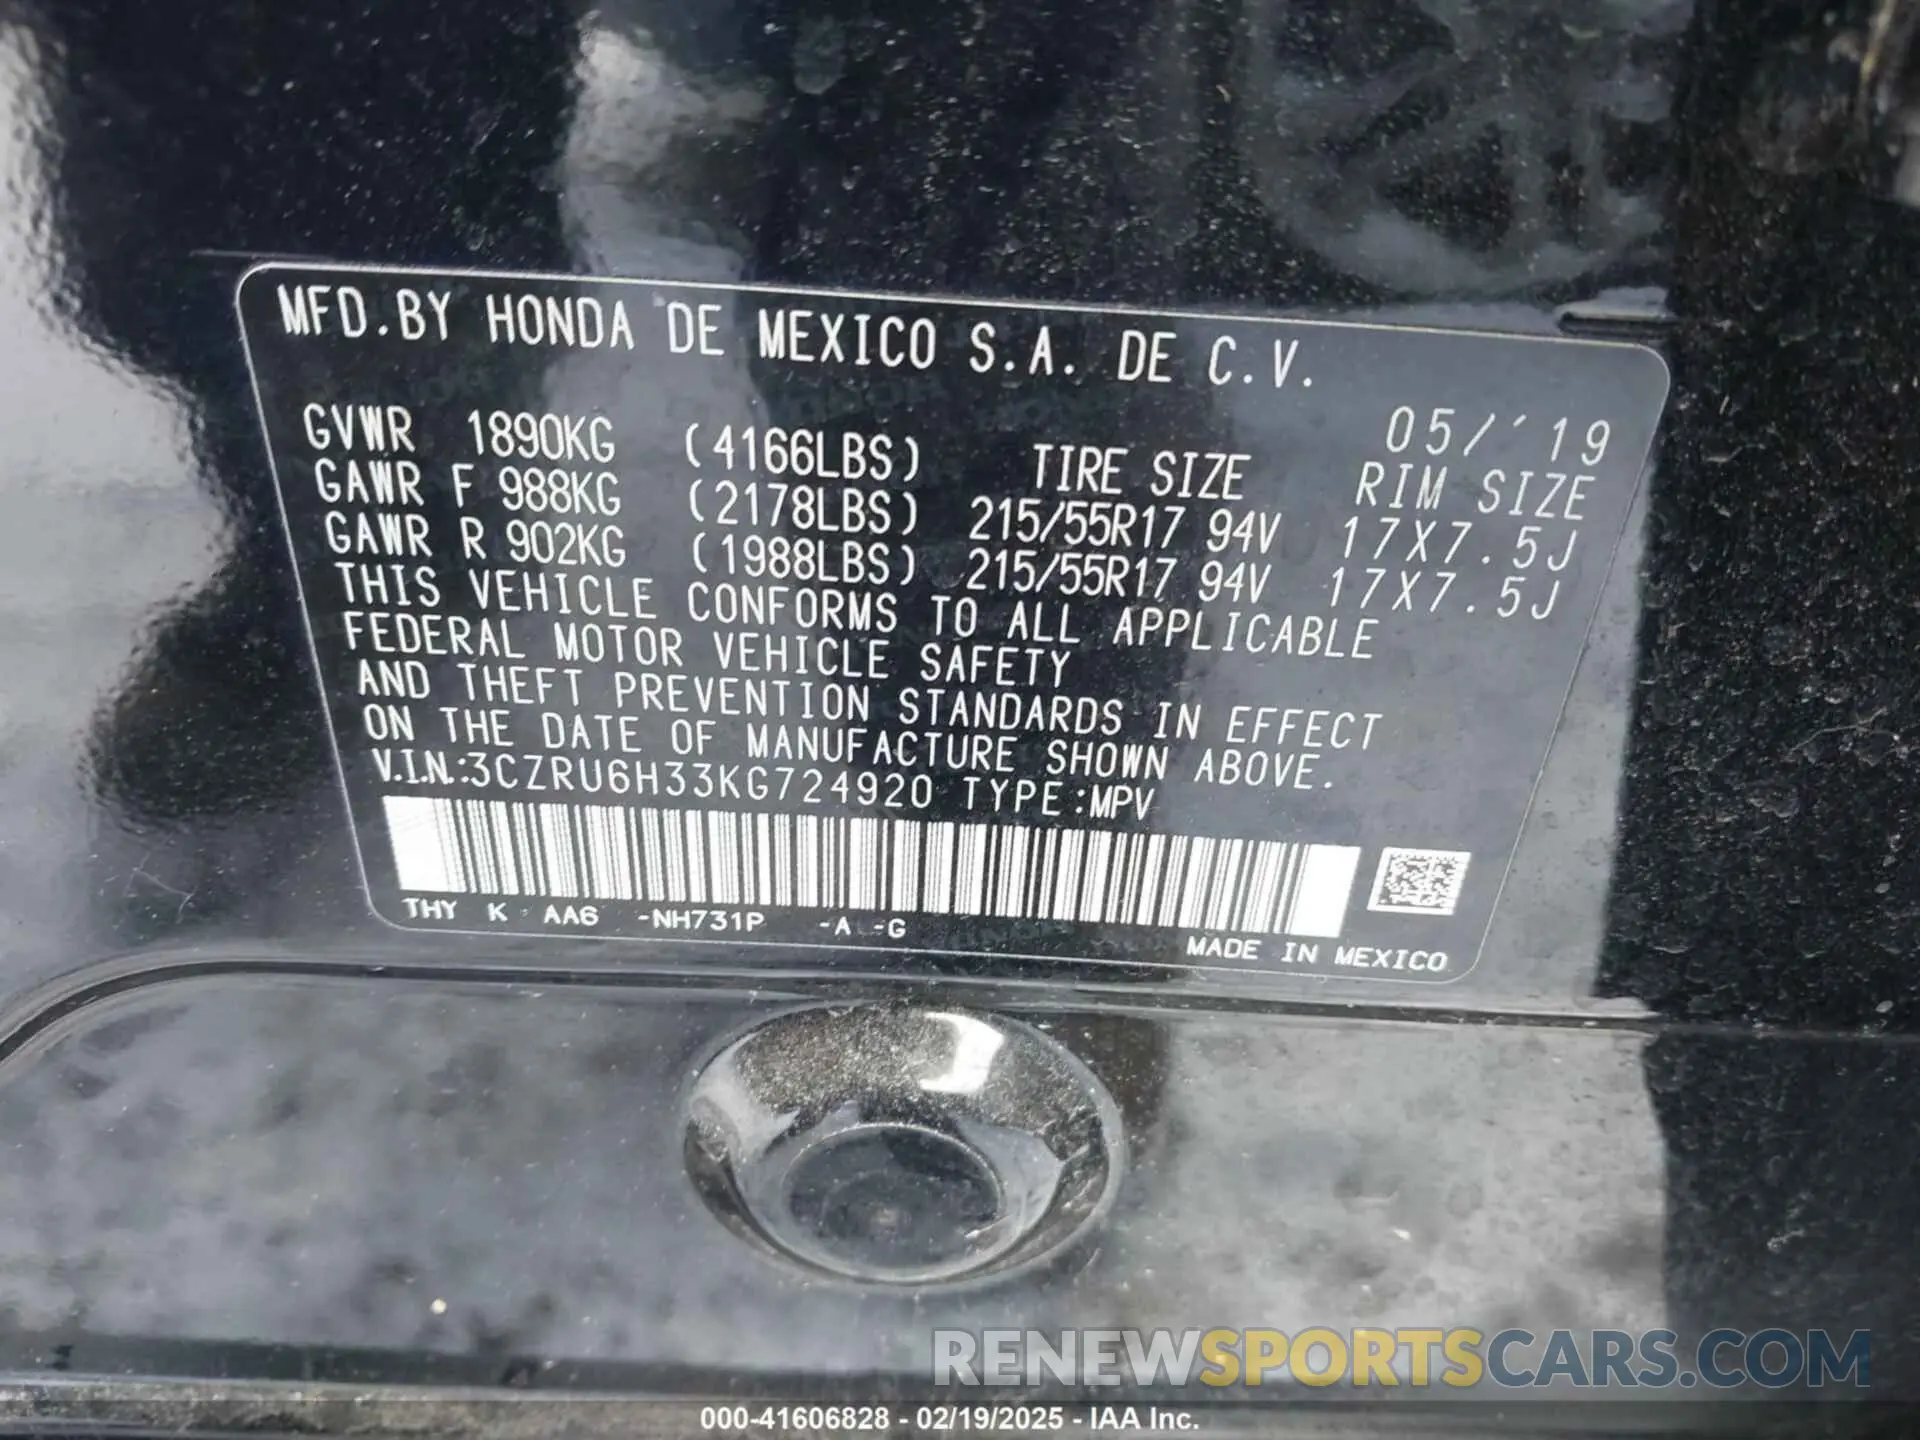 MFD.BY HONDA DE MEXICO S.A. DE C.V.
05/'19
GVWR 1890KG (4166LBS) TIRE SIZE RIM SIZE
GAWR F 988KG (2178LBS) 215/55R17 94V 17X7.5J
GAWR R 902KG (1988LBS) 215/55R17 94V 17X7.5J
THIS VEHICLE CONFORMS TO ALL APPLICABLE
FEDERAL MOTOR VEHICLE SAFETY
AND THEFT PREVENTION STANDARDS IN EFFECT
ON THE DATE OF MANUFACTURE SHOWN ABOVE.
V.I.N.:3CZRU6H33KG724920 TYPE:MPV
THY K AA6 -NH731P -A -G
MADE IN MEXICO
RENEWSPORTSCARS.COM
000-41606828 - 02/19/2025 - IAA Inc.